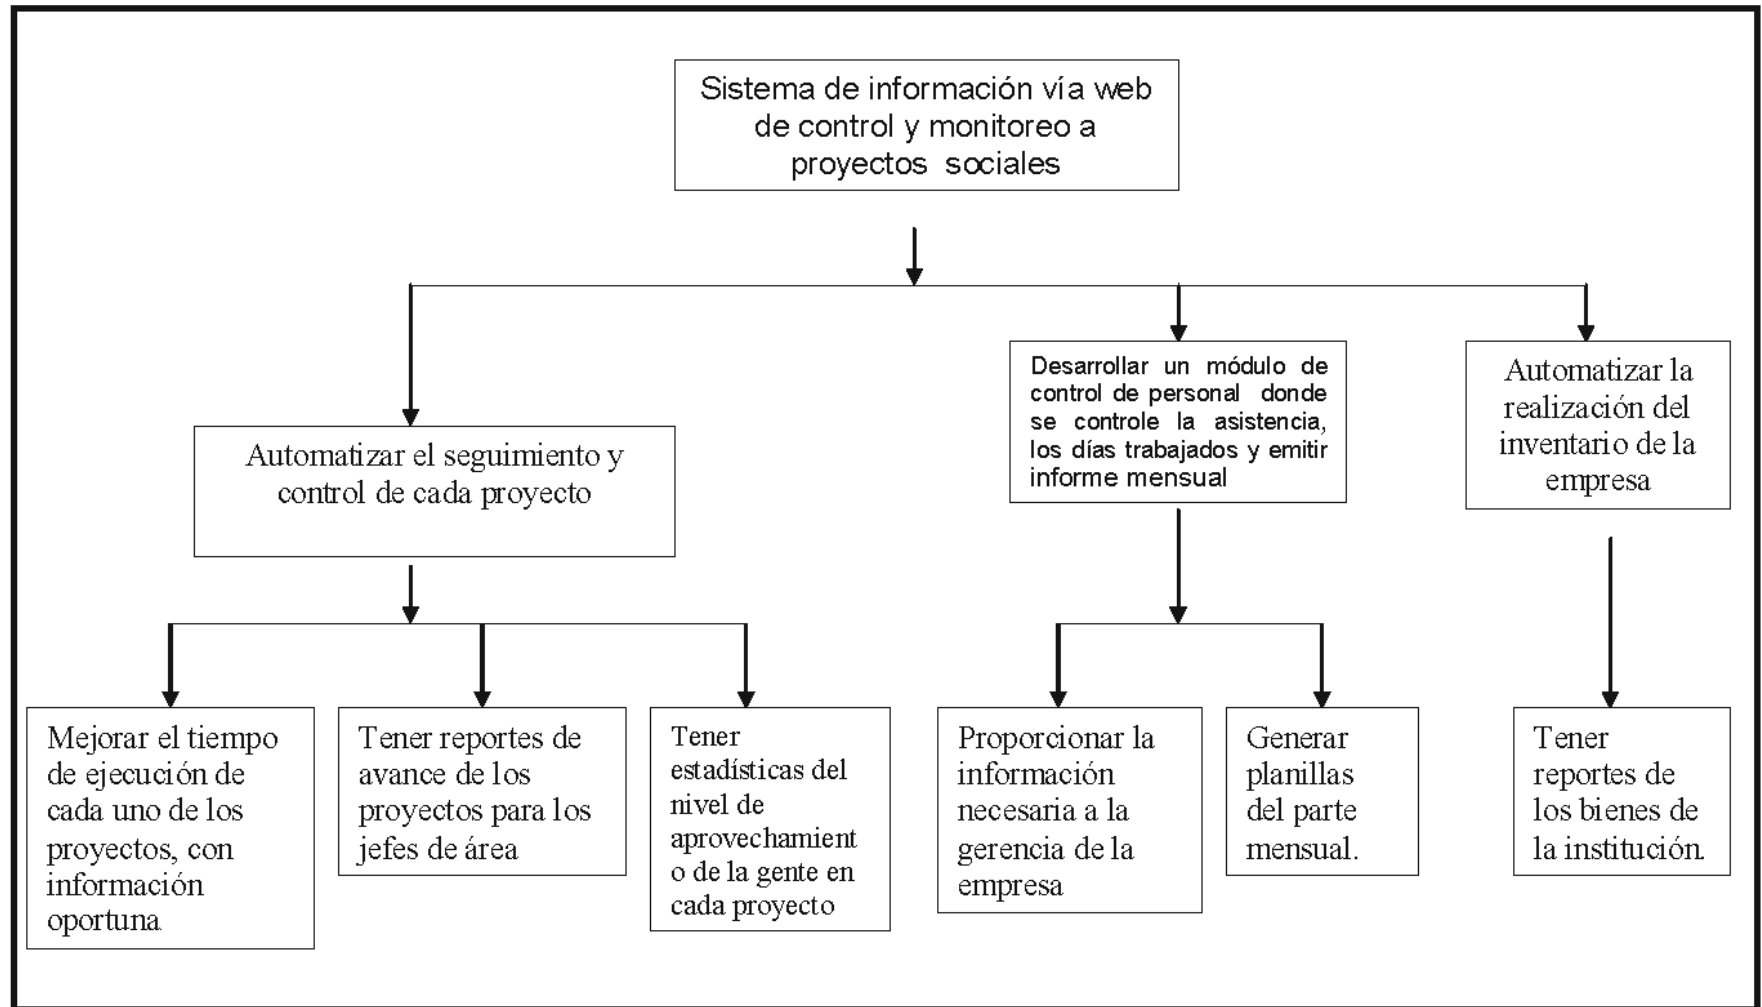 Sistema de información vía web
de control y monitoreo a
proyectos sociales
Automatizar el seguimiento y
control de cada proyecto
Desarrollar un módulo de
control de personal donde
se controle la asistencia,
los días trabajados y emitir
informe mensual
Automatizar la
realización del
inventario de la
empresa
Mejorar el tiempo
de ejecución de
cada uno de los
proyectos, con
información
oportuna
Tener reportes de
avance de los
proyectos para los
jefes de área
Tener
estadísticas del
nivel de
aprovechamient
o de la gente en
cada proyecto
Proporcionar la
información
necesaria a la
gerencia de la
empresa
Generar
planillas
del parte
mensual.
Tener
reportes de
los bienes de
la institución.